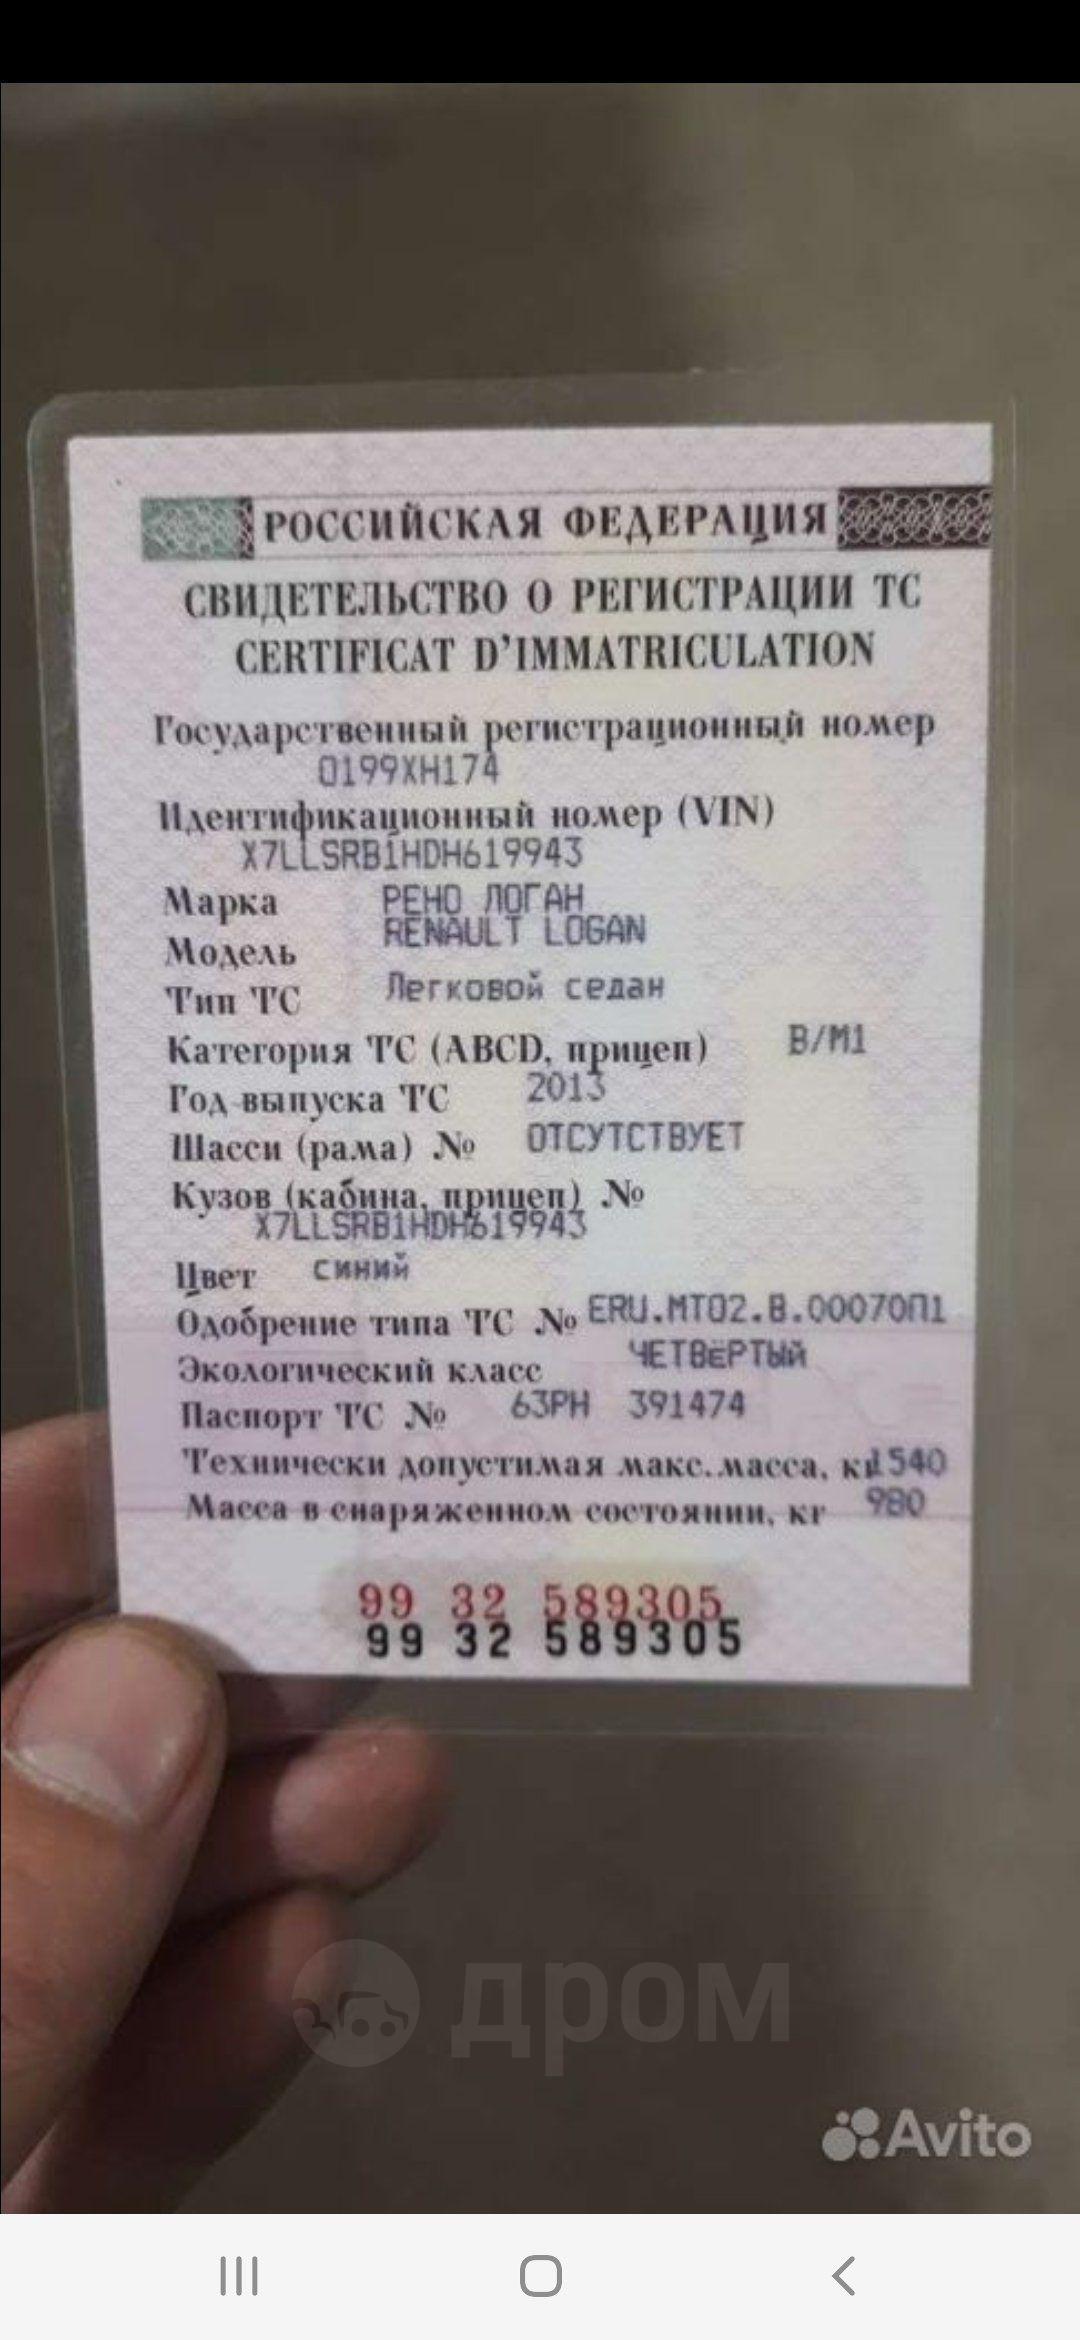 РОССИЙСКАЯ ФЕДЕРАЦИЯ
СВИДЕТЕЛЬСТВО О РЕГИСТРАЦИИ ТС
CERTIFICAT D'IMMATRICULATION
Государственный регистрационный номер
О199ХН174
Идентификационный номер (VIN)
X7LLSRB1HDH619943
Марка РЕНО ЛОГАН
Модель RENAULT LOGAN
Тип ТС Легковой седан
Категория ТС (ABCD, прицеп) B/M1
Год выпуска ТС 2013
Шасси (рама) № ОТСУТСТВУЕТ
Кузов (кабина, прицеп) №
X7LLSRB1HDH619943
Цвет синий
Одобрение типа ТС № ERU.MT02.B.00070П1
Экологический класс ЧЕТВЁРТЫЙ
Паспорт ТС № 63РН 391474
Технически допустимая макс. масса, кг 1540
Масса в снаряженном состоянии, кг 980
99 32 589305
99 32 589305
дром
Avito